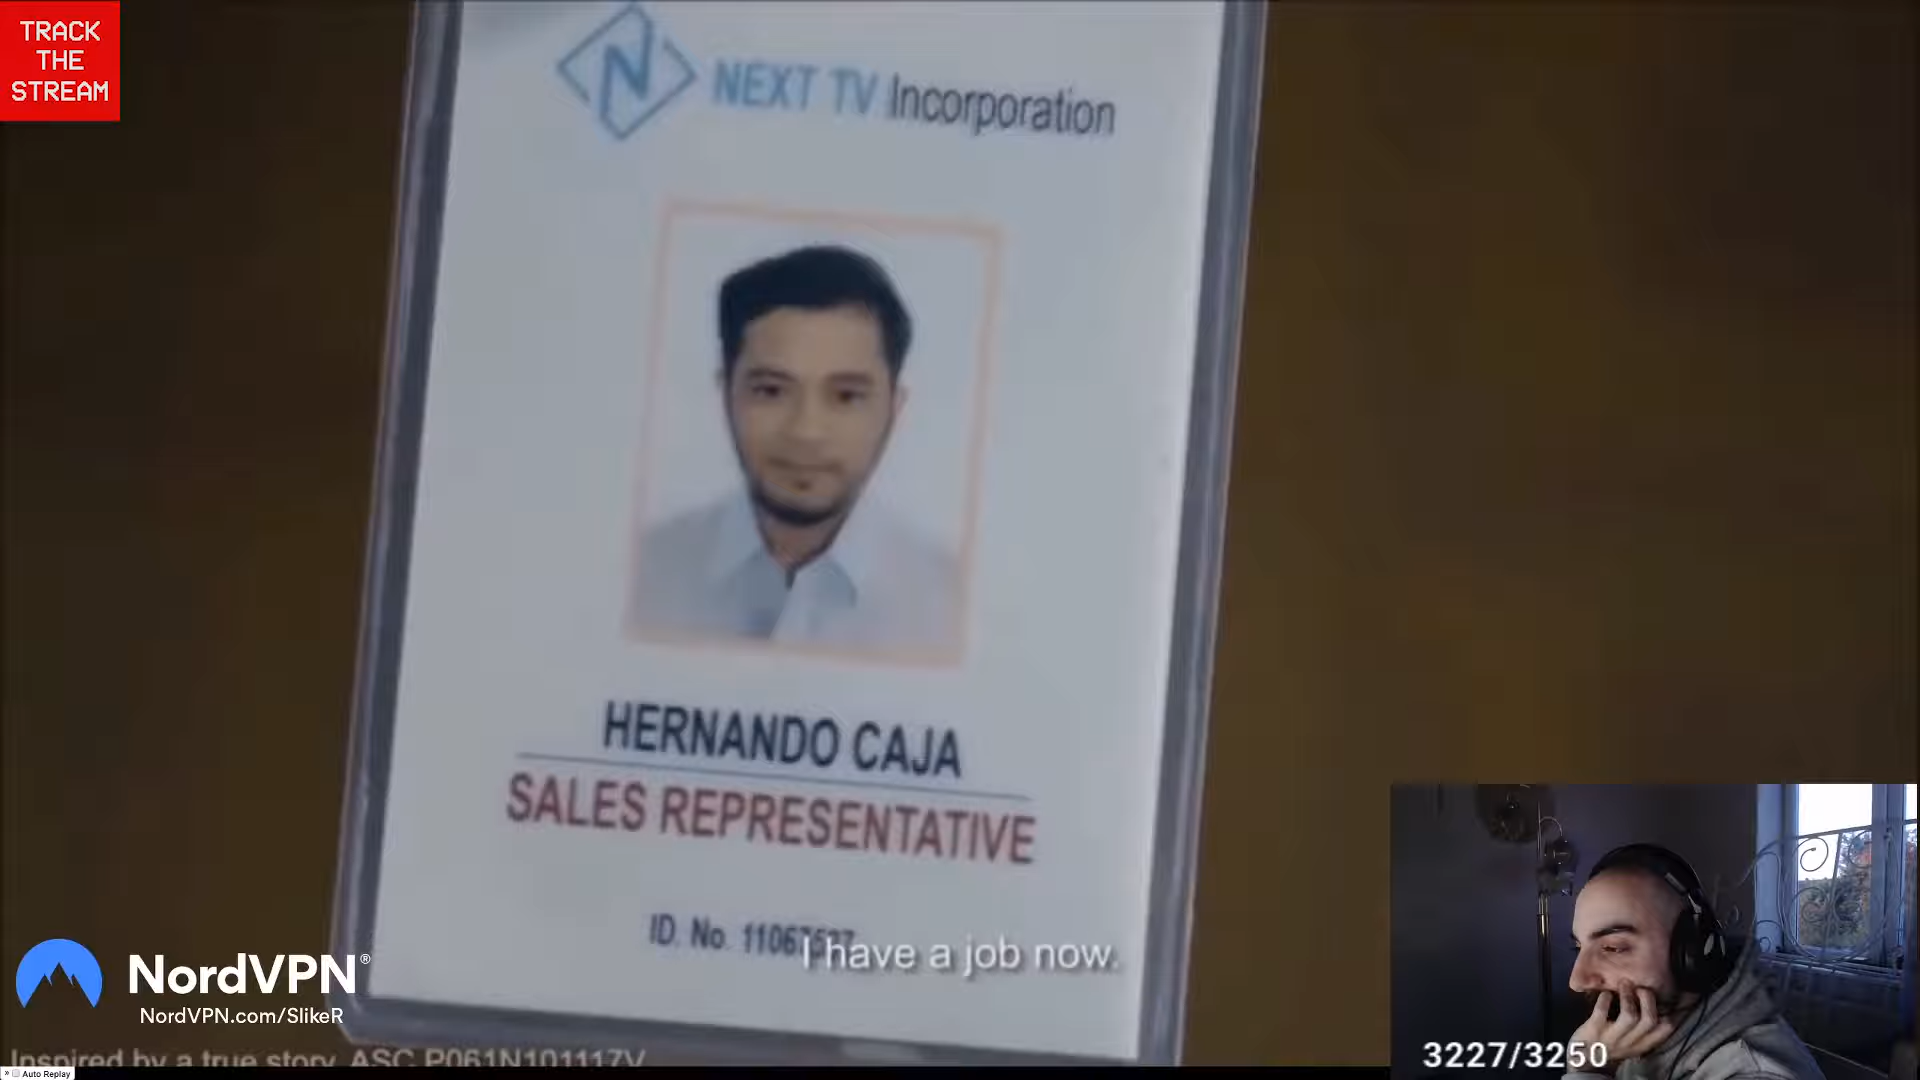 TRACK
THE
STREAM
N
NEXT TV Incorporation
HERNANDO CAJA
SALES REPRESENTATIVE
ID. No.
I have a job now.
NordVPN®
NordVPN.com/SlikeR
3227/3250
Inspired by a true story. ASC P061N101117V
» Auto Replay